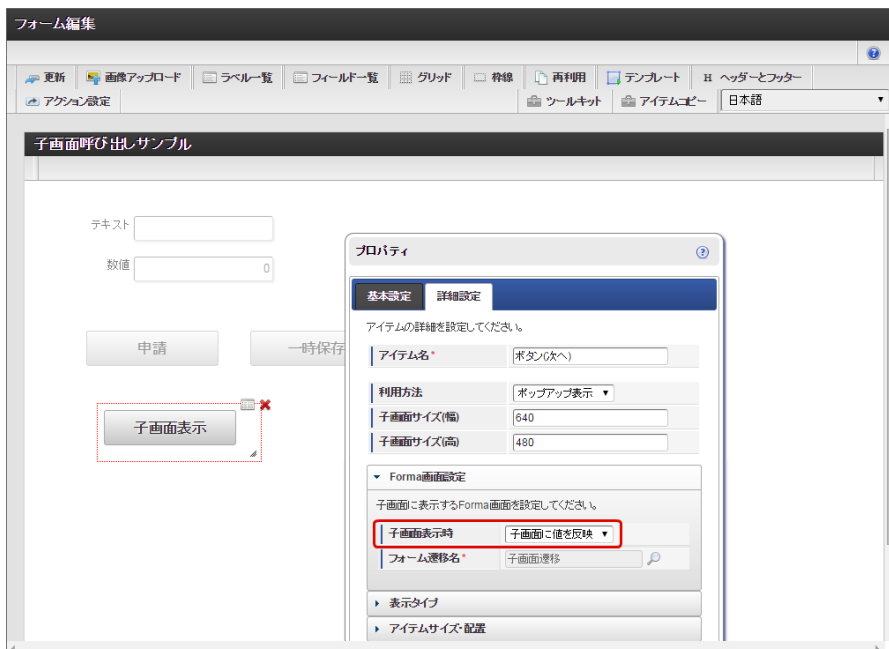 フォーム編集
更新 画像アップロード ラベル一覧 フィールド一覧 グリッド 枠線 再利用 テンプレート H ヘッダーとフッター
アクション設定 ツールキット アイテムコピー 日本語
子画面呼び出しサンプル
テキスト
数値 0
申請 一時保存
子画面表示
プロパティ
基本設定 詳細設定
アイテムの詳細を設定してください。
アイテム名* ボタン(次へ)
利用方法 ポップアップ表示
子画面サイズ(幅) 640
子画面サイズ(高) 480
Forma画面設定
子画面に表示するForma画面を設定してください。
子画面表示時 子画面に値を反映
フォーム遷移名* 子画面遷移
表示タイプ
アイテムサイズ・配置